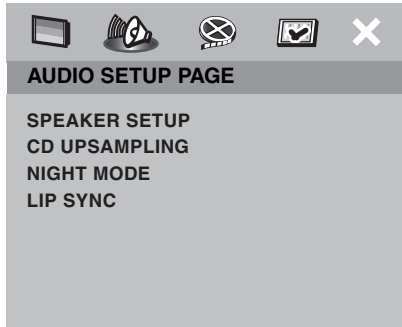 AUDIO SETUP PAGE
SPEAKER SETUP
CD UPSAMPLING
NIGHT MODE
LIP SYNC